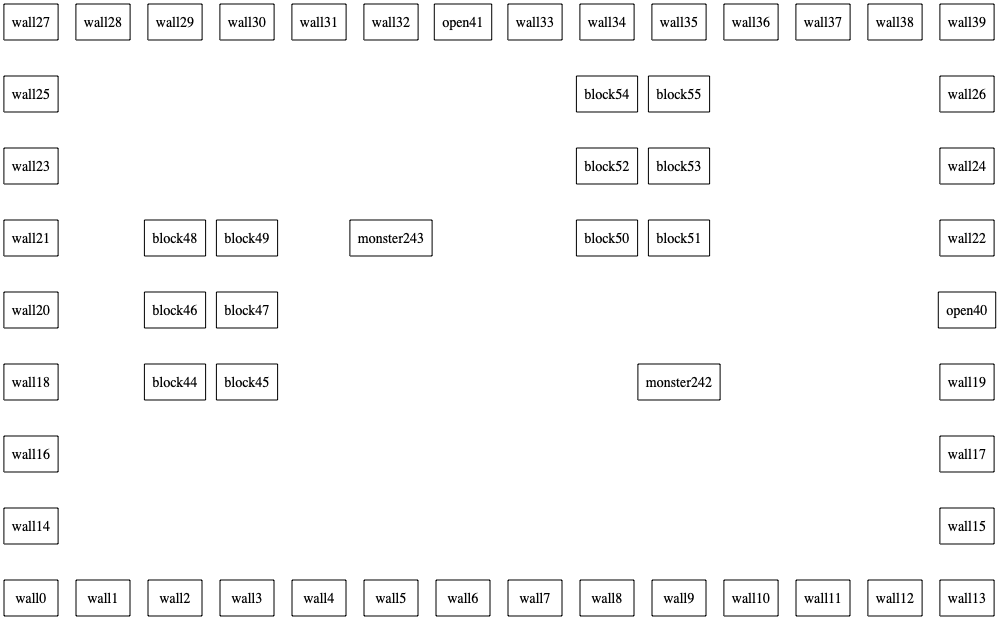 wall27 wall28 wall29 wall30 wall31 wall32 open41 wall33 wall34 wall35 wall36 wall37 wall38 wall39
wall25 block54 block55 wall26
wall23 block52 block53 wall24
wall21 block48 block49 monster243 block50 block51 wall22
wall20 block46 block47 open40
wall18 block44 block45 monster242 wall19
wall16 wall17
wall14 wall15
wall0 wall1 wall2 wall3 wall4 wall5 wall6 wall7 wall8 wall9 wall10 wall11 wall12 wall13